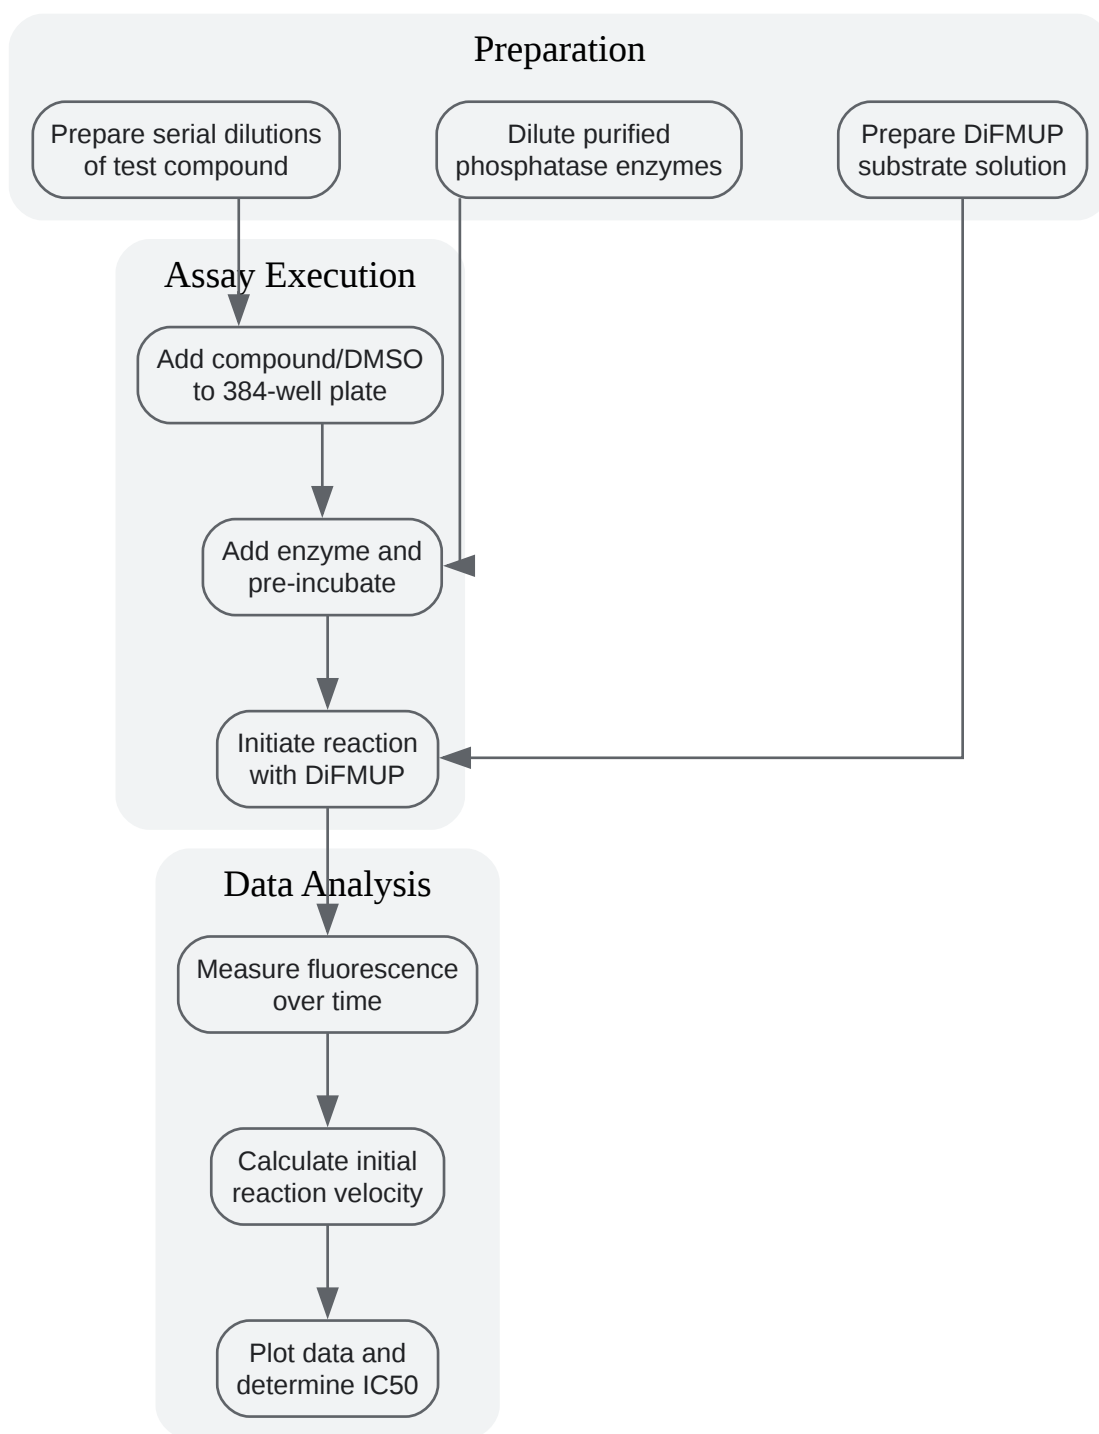 Preparation
Prepare serial dilutions
of test compound
Dilute purified
phosphatase enzymes
Prepare DiFMUP
substrate solution
Assay Execution
Add compound/DMSO
to 384-well plate
Add enzyme and
pre-incubate
Initiate reaction
with DiFMUP
Data Analysis
Measure fluorescence
over time
Calculate initial
reaction velocity
Plot data and
determine IC50